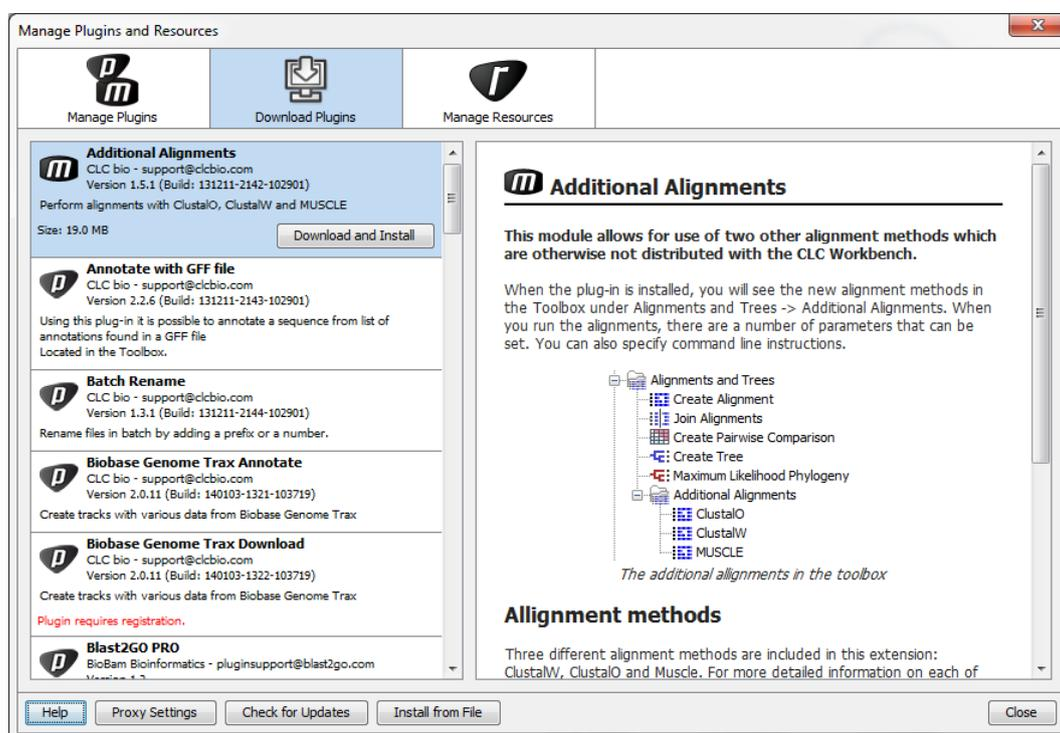 Manage Plugins and Resources
Manage Plugins
Download Plugins
Manage Resources
Additional Alignments
CLC bio - support@clcbio.com
Version 1.5.1 (Build: 131211-2142-102901)
Perform alignments with ClustalO, ClustalW and MUSCLE
Size: 19.0 MB
Download and Install
Annotate with GFF file
CLC bio - support@clcbio.com
Version 2.2.6 (Build: 131211-2143-102901)
Using this plug-in it is possible to annotate a sequence from list of
annotations found in a GFF file
Located in the Toolbox.
Batch Rename
CLC bio - support@clcbio.com
Version 1.3.1 (Build: 131211-2144-102901)
Rename files in batch by adding a prefix or a number.
Biobase Genome Trax Annotate
CLC bio - support@clcbio.com
Version 2.0.11 (Build: 140103-1321-103719)
Create tracks with various data from Biobase Genome Trax
Biobase Genome Trax Download
CLC bio - support@clcbio.com
Version 2.0.11 (Build: 140103-1322-103719)
Create tracks with various data from Biobase Genome Trax
Plugin requires registration.
Blast2GO PRO
BioBam Bioinformatics - pluginsupport@blast2go.com
Additional Alignments
This module allows for use of two other alignment methods which
are otherwise not distributed with the CLC Workbench.
When the plug-in is installed, you will see the new alignment methods in
the Toolbox under Alignments and Trees -> Additional Alignments. When
you run the alignments, there are a number of parameters that can be
set. You can also specify command line instructions.
Alignments and Trees
Create Alignment
Join Alignments
Create Pairwise Comparison
Create Tree
Maximum Likelihood Phylogeny
Additional Alignments
ClustalO
ClustalW
MUSCLE
The additional allignments in the toolbox
Allignment methods
Three different alignment methods are included in this extension:
ClustalW, ClustalO and Muscle. For more detailed information on each of
Help
Proxy Settings
Check for Updates
Install from File
Close